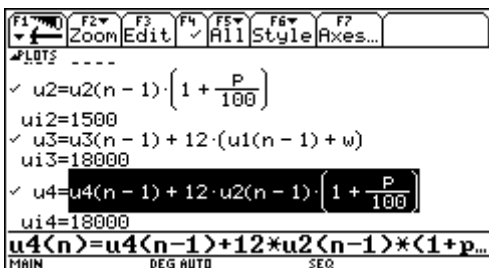 F1 F2 F3 F4 F5 F6 F7
Zoom Edit ✓ All Style Axes...
PLOTS
✓ u2=u2(n - 1)·(1 + P/100)
ui2=1500
✓ u3=u3(n - 1) + 12·(u1(n - 1) + w)
ui3=18000
✓ u4=u4(n - 1) + 12·u2(n - 1)·(1 + P/100)
ui4=18000
u4(n)=u4(n-1)+12*u2(n-1)*(1+p…
MAIN DEG AUTO SEQ